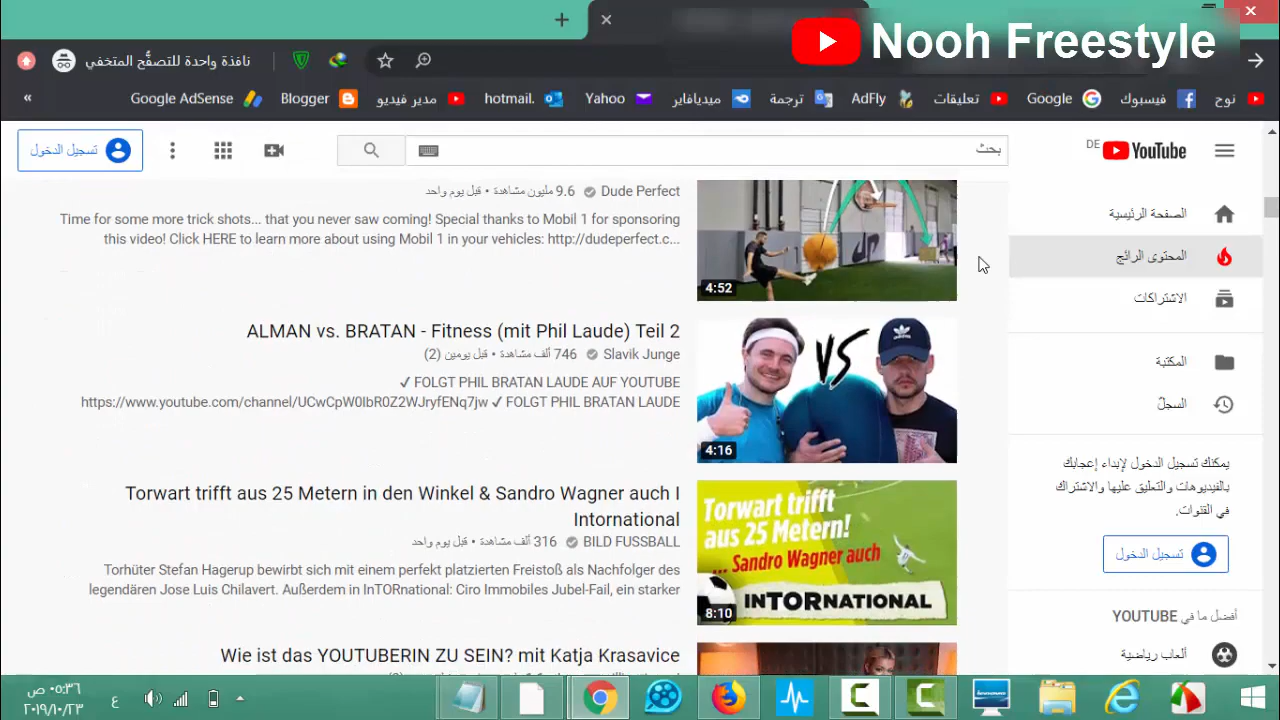 Nooh Freestyle
نافذة واحدة للتصفُّح المتخفي
نوح
فيسبوك
Google
تعليقات
AdFly
ترجمة
ميديافاير
Yahoo
hotmail.
مدير فيديو
Blogger
Google AdSense
«
YouTube DE
بحث
تسجيل الدخول
الصفحة الرئيسية
المحتوى الرائج
الاشتراكات
المكتبة
السجلّ
يمكنك تسجيل الدخول لإبداء إعجابك
بالفيديوهات والتعليق عليها والاشتراك
في القنوات.
تسجيل الدخول
أفضل ما في YOUTUBE
ألعاب رياضية
Dude Perfect 9.6 مليون مشاهدة • قبل يوم واحد
Time for some more trick shots... that you never saw coming! Special thanks to Mobil 1 for sponsoring
this video! Click HERE to learn more about using Mobil 1 in your vehicles: http://dudeperfect.c...
4:52
ALMAN vs. BRATAN - Fitness (mit Phil Laude) Teil 2
Slavik Junge 746 ألف مشاهدة • قبل يومين (2)
✓ FOLGT PHIL BRATAN LAUDE AUF YOUTUBE
https://www.youtube.com/channel/UCwCpW0IbR0Z2WJryfENq7jw ✓ FOLGT PHIL BRATAN LAUDE
VS
4:16
Torwart trifft aus 25 Metern in den Winkel & Sandro Wagner auch I
Intornational
BILD FUSSBALL 316 ألف مشاهدة • قبل يوم واحد
Torhüter Stefan Hagerup bewirbt sich mit einem perfekt platzierten Freistoß als Nachfolger des
legendären Jose Luis Chilavert. Außerdem in InTORnational: Ciro Immobiles Jubel-Fail, ein starker
Torwart trifft
aus 25 Metern!
... Sandro Wagner auch
INTORNATIONAL
8:10
Wie ist das YOUTUBERIN ZU SEIN? mit Katja Krasavice
ع
٠٥:٣٦ ص
٢٠١٩/١٠/٢٣
lenovo